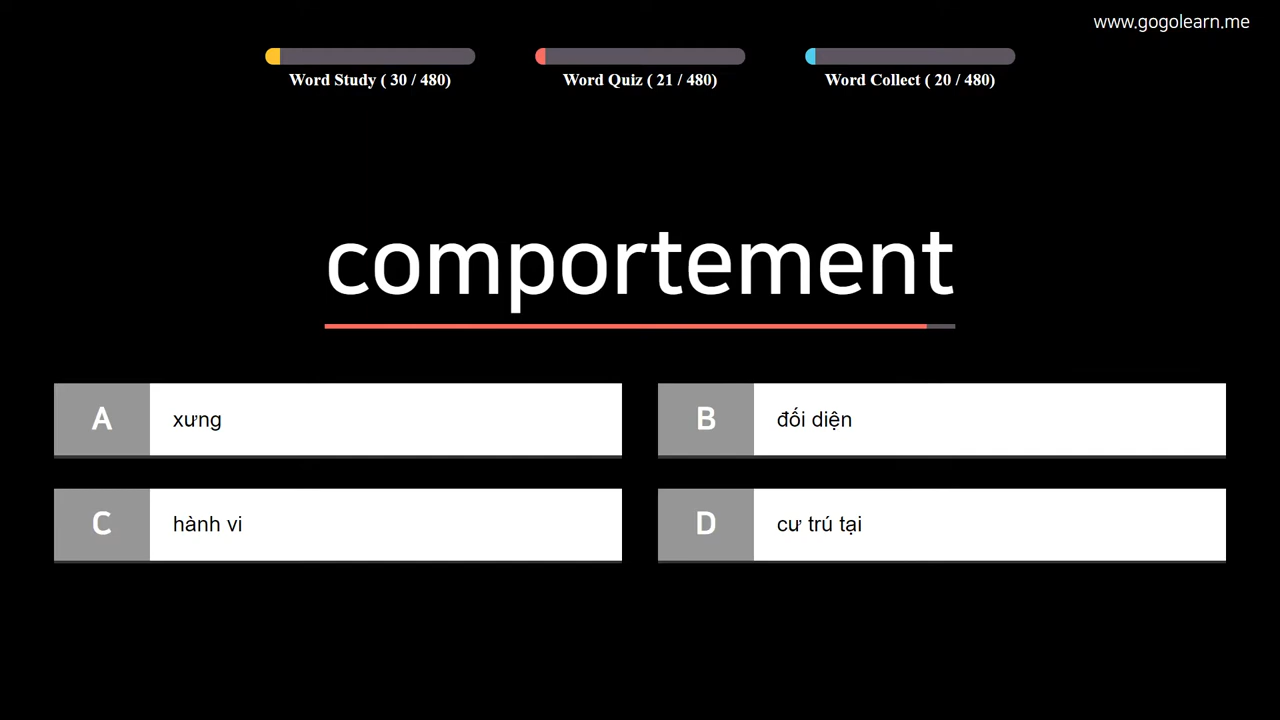 www.gogolearn.me
Word Study ( 30 / 480)
Word Quiz ( 21 / 480)
Word Collect ( 20 / 480)
comportement
A xưng
B đối diện
C hành vi
D cư trú tại